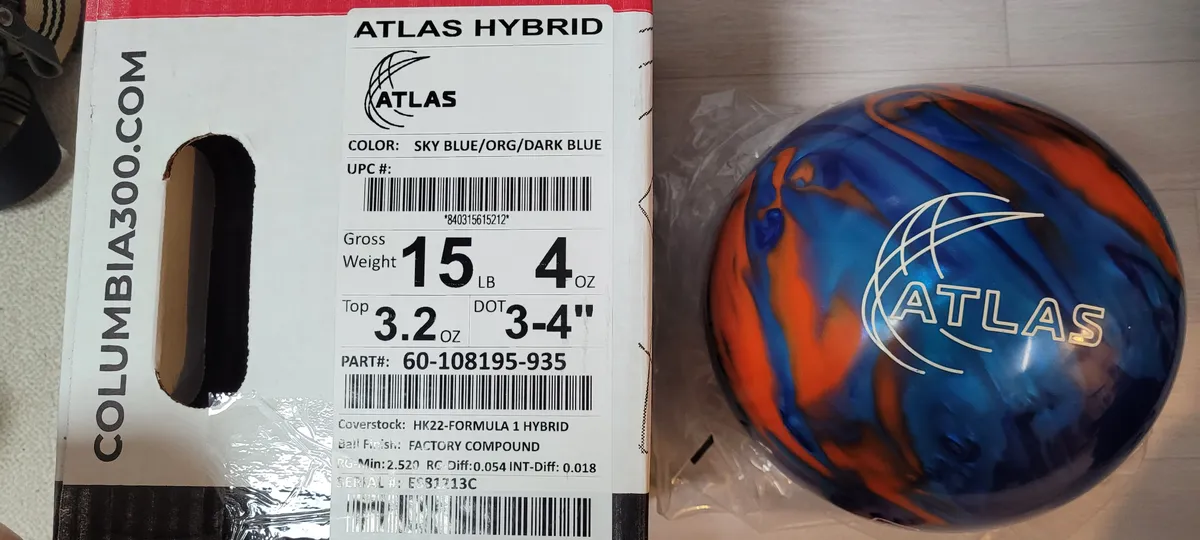 COLUMBIA300.COM
ATLAS HYBRID
ATLAS
COLOR: SKY BLUE/ORG/DARK BLUE
UPC #:
*840315615212*
Gross Weight 15 LB 4 OZ
Top 3.2 OZ DOT 3-4"
PART#: 60-108195-935
Coverstock: HK22-FORMULA 1 HYBRID
Ball Finish: FACTORY COMPOUND
RG-Min: 2.520 RG-Diff: 0.054 INT-Diff: 0.018
SERIAL #:
ATLAS